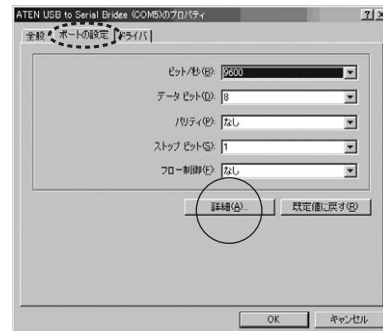 ATEN USB to Serial Bridge (COM5)のプロパティ
全般 ポートの設定 ドライバ
ビット/秒(B): 9600
データ ビット(D): 8
パリティ(P): なし
ストップ ビット(S): 1
フロー制御(F): なし
詳細(A)... 既定値に戻す(R)
OK キャンセル